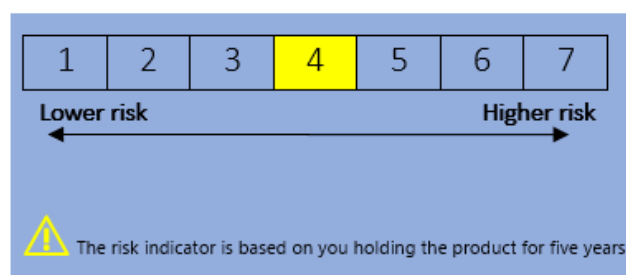 1 2 3 4 5 6 7
Lower risk Higher risk
The risk indicator is based on you holding the product for five years